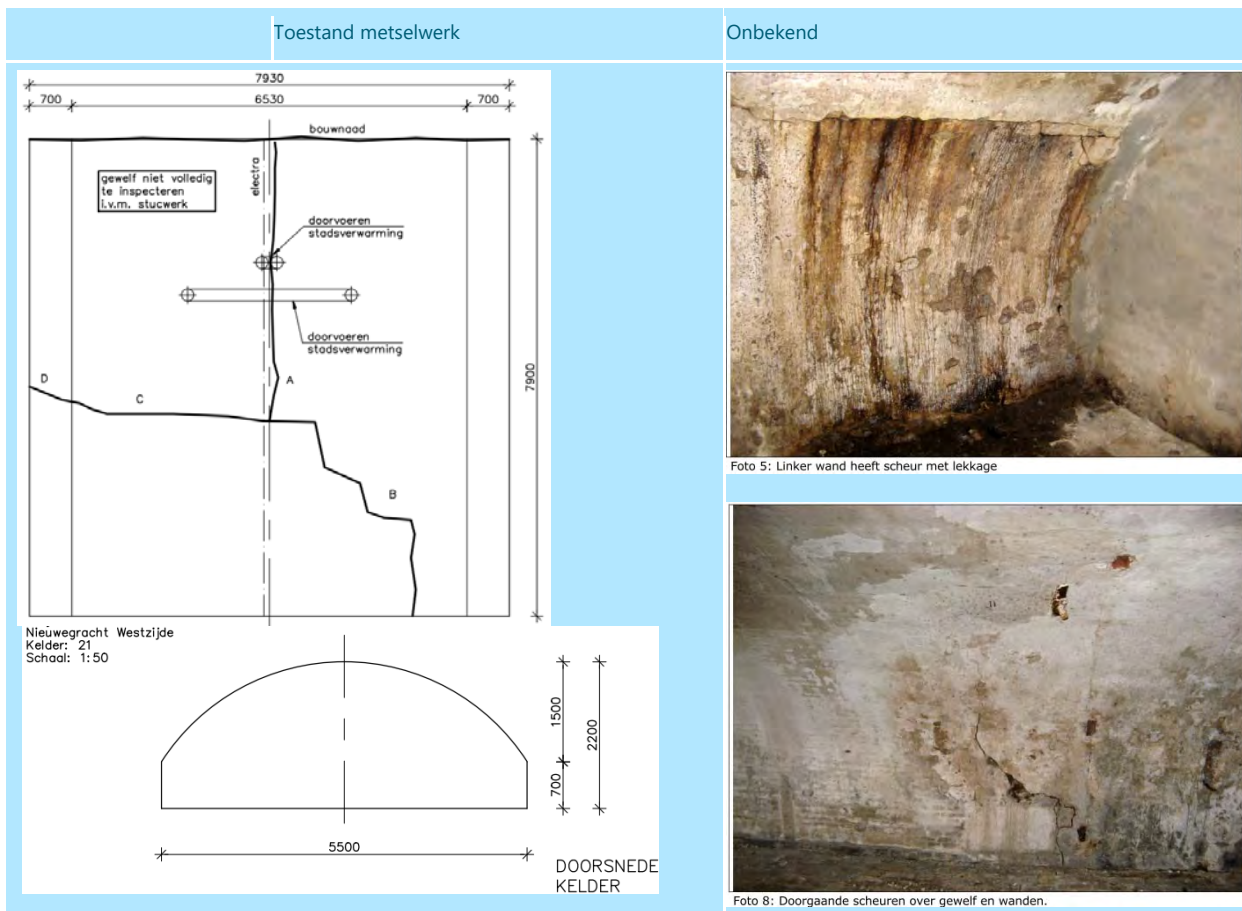 Toestand metselwerk
Onbekend
7930
700
6530
700
bouwnaad
electra
gewelf niet volledig
te inspecteren
i.v.m. stucwerk
doorvoeren
stadsverwarming
doorvoeren
stadsverwarming
7900
D
C
A
B
Nieuwegracht Westzijde
Kelder: 21
Schaal: 1:50
1500
2200
700
5500
DOORSNEDE
KELDER
Foto 5: Linker wand heeft scheur met lekkage
Foto 8: Doorgaande scheuren over gewelf en wanden.